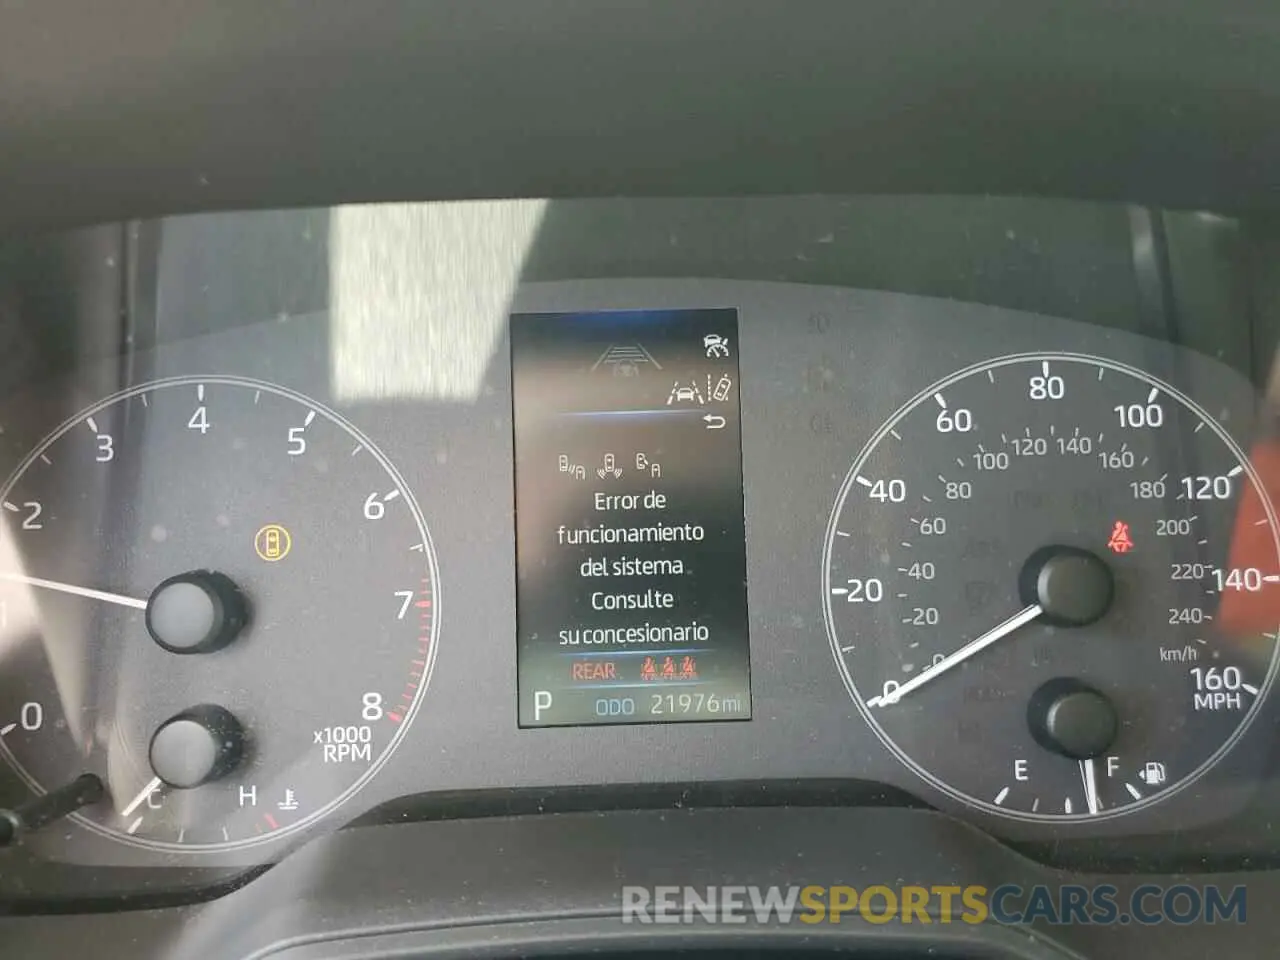 0
1
2
3
4
5
6
7
8
x1000
RPM
C
H
Error de
funcionamiento
del sistema
Consulte
su concesionario
REAR
P ODO 21976 mi
0
20
40
60
80
100
120
140
160
MPH
0
20
40
60
80
100
120
140
160
180
200
220
240
km/h
E
F
RENEWSPORTSCARS.COM